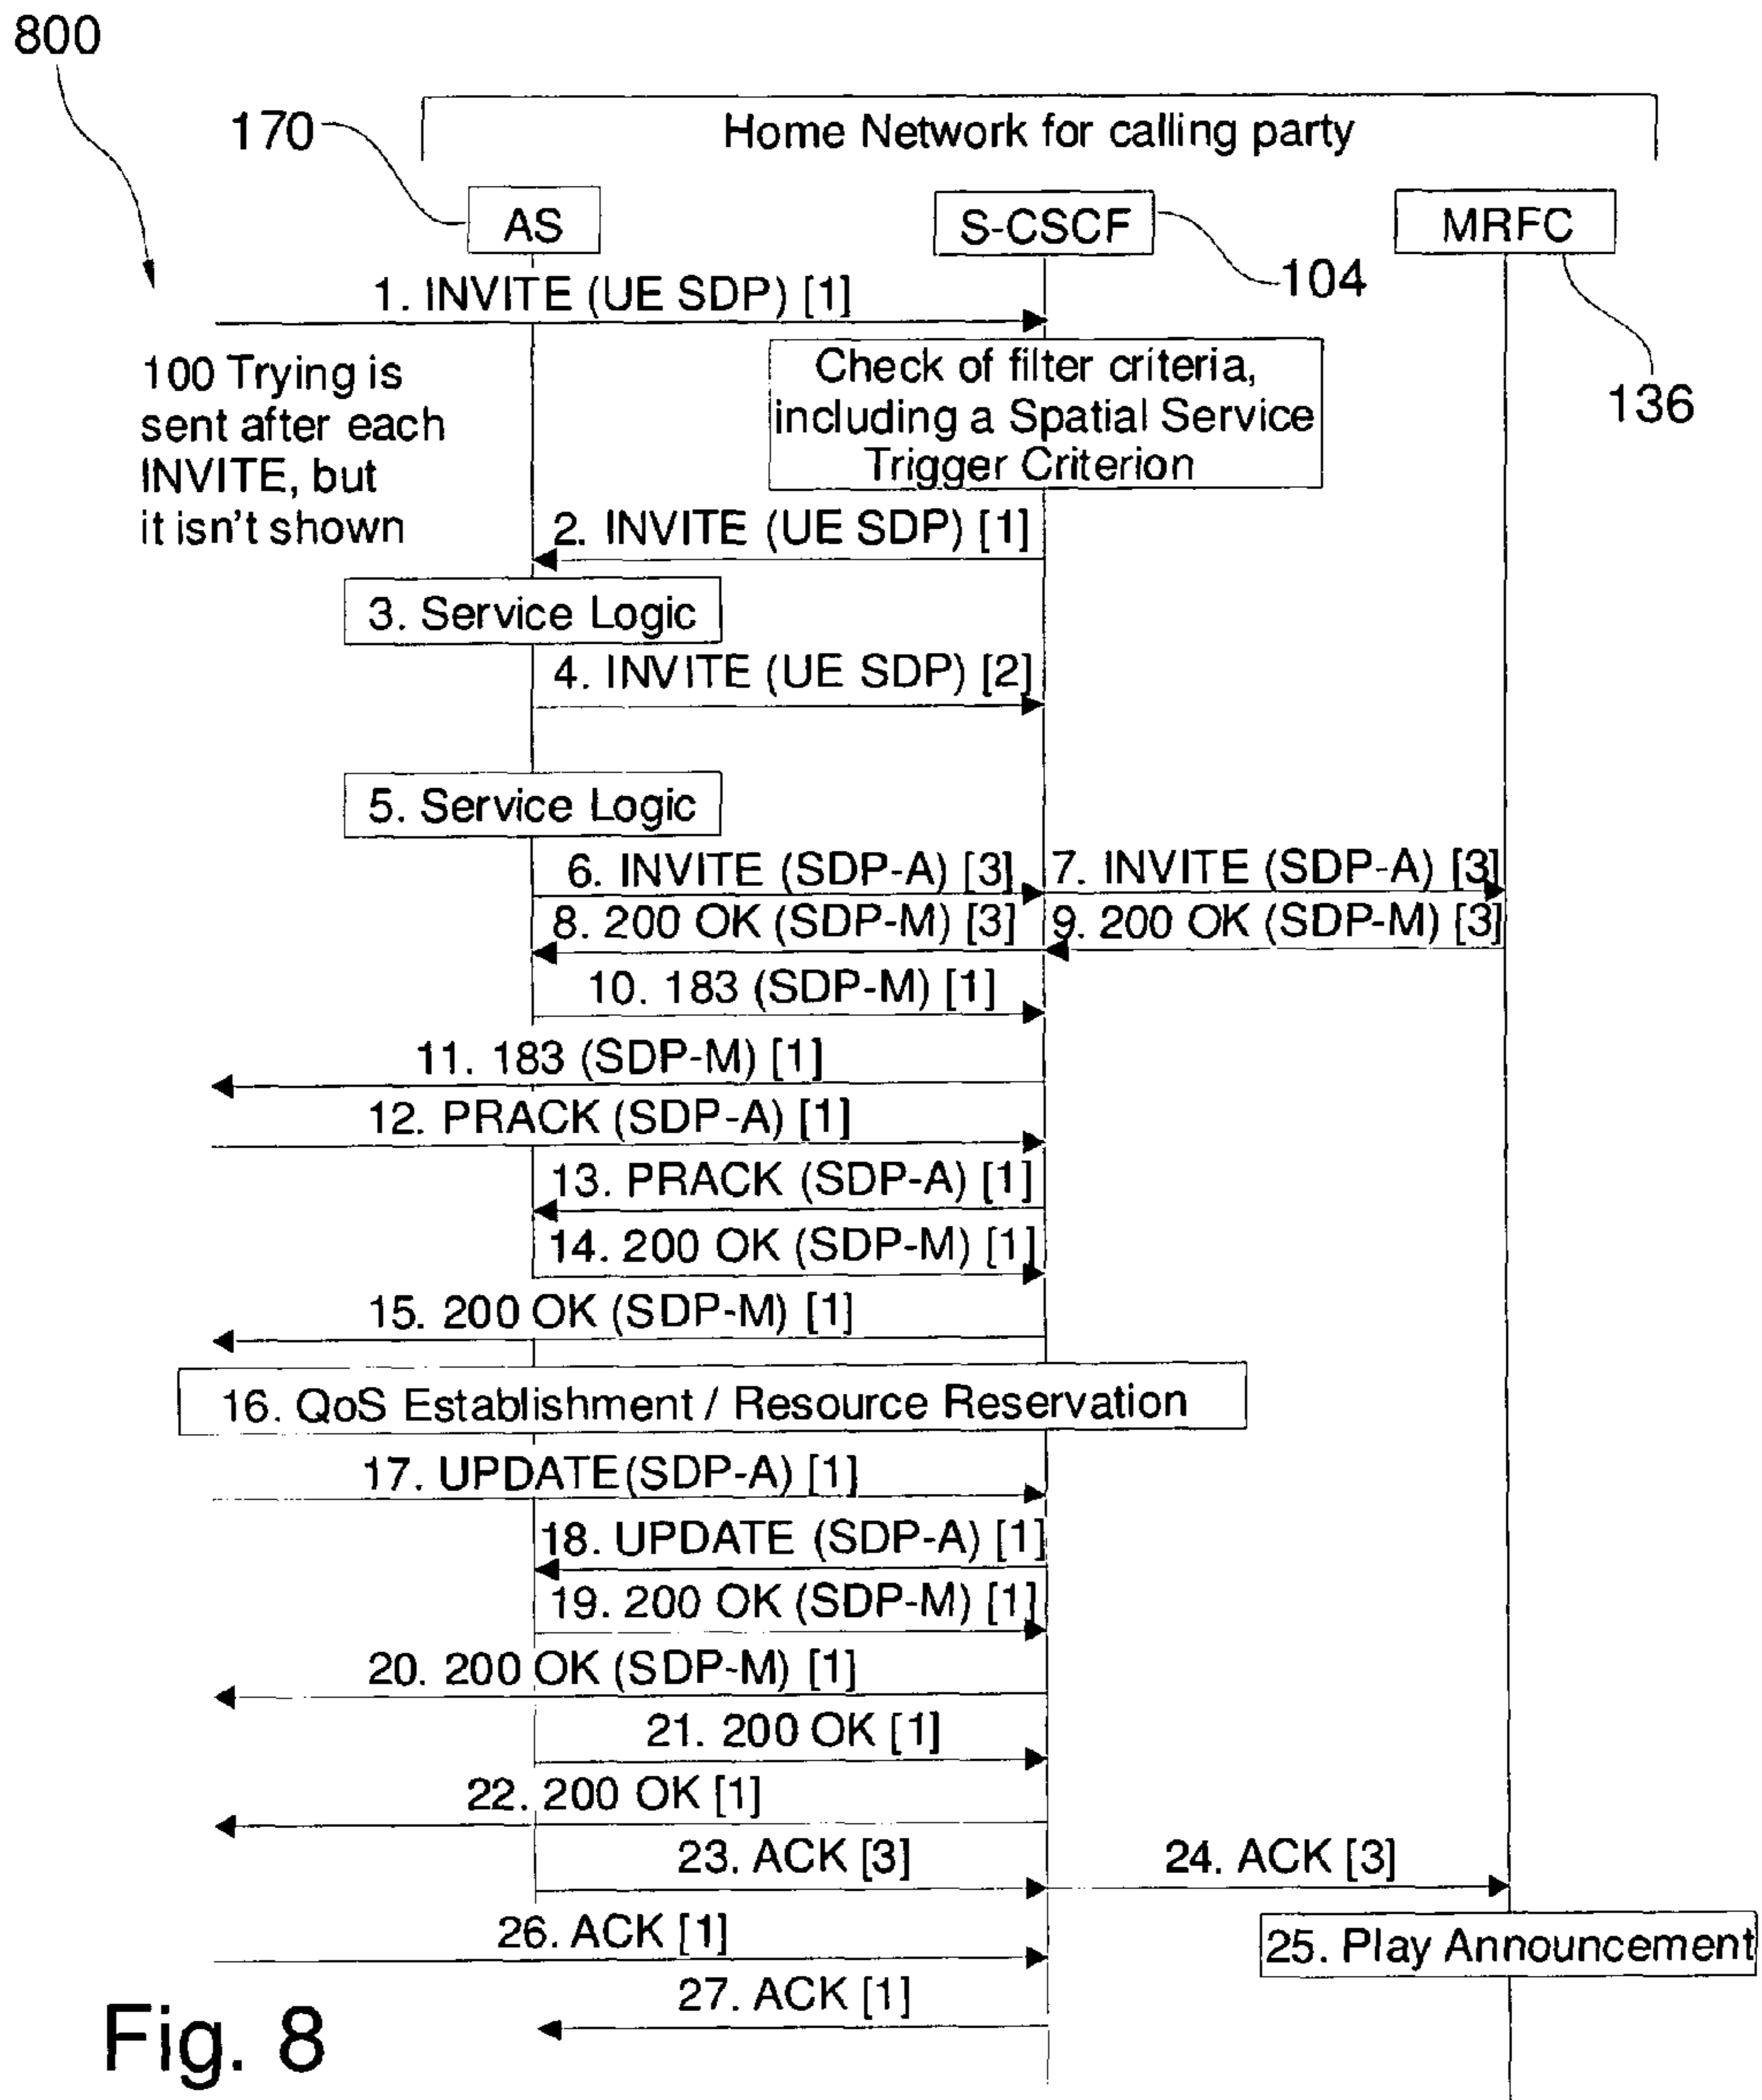 800
170
Home Network for calling party
AS
S-CSCF
MRFC
104
136
1. INVITE (UE SDP) [1]
100 Trying is
sent after each
INVITE, but
it isn't shown
Check of filter criteria,
including a Spatial Service
Trigger Criterion
2. INVITE (UE SDP) [1]
3. Service Logic
4. INVITE (UE SDP) [2]
5. Service Logic
6. INVITE (SDP-A) [3]
7. INVITE (SDP-A) [3]
8. 200 OK (SDP-M) [3]
9. 200 OK (SDP-M) [3]
10. 183 (SDP-M) [1]
11. 183 (SDP-M) [1]
12. PRACK (SDP-A) [1]
13. PRACK (SDP-A) [1]
14. 200 OK (SDP-M) [1]
15. 200 OK (SDP-M) [1]
16. QoS Establishment / Resource Reservation
17. UPDATE(SDP-A) [1]
18. UPDATE (SDP-A) [1]
19. 200 OK (SDP-M) [1]
20. 200 OK (SDP-M) [1]
21. 200 OK [1]
22. 200 OK [1]
23. ACK [3]
24. ACK [3]
26. ACK [1]
25. Play Announcement
27. ACK [1]
Fig. 8